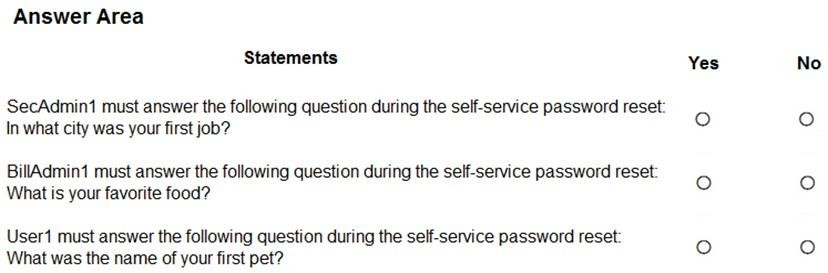 Answer Area
Statements
Yes
No
SecAdmin1 must answer the following question during the self-service password reset:
In what city was your first job?
BillAdmin1 must answer the following question during the self-service password reset:
What is your favorite food?
User1 must answer the following question during the self-service password reset:
What was the name of your first pet?